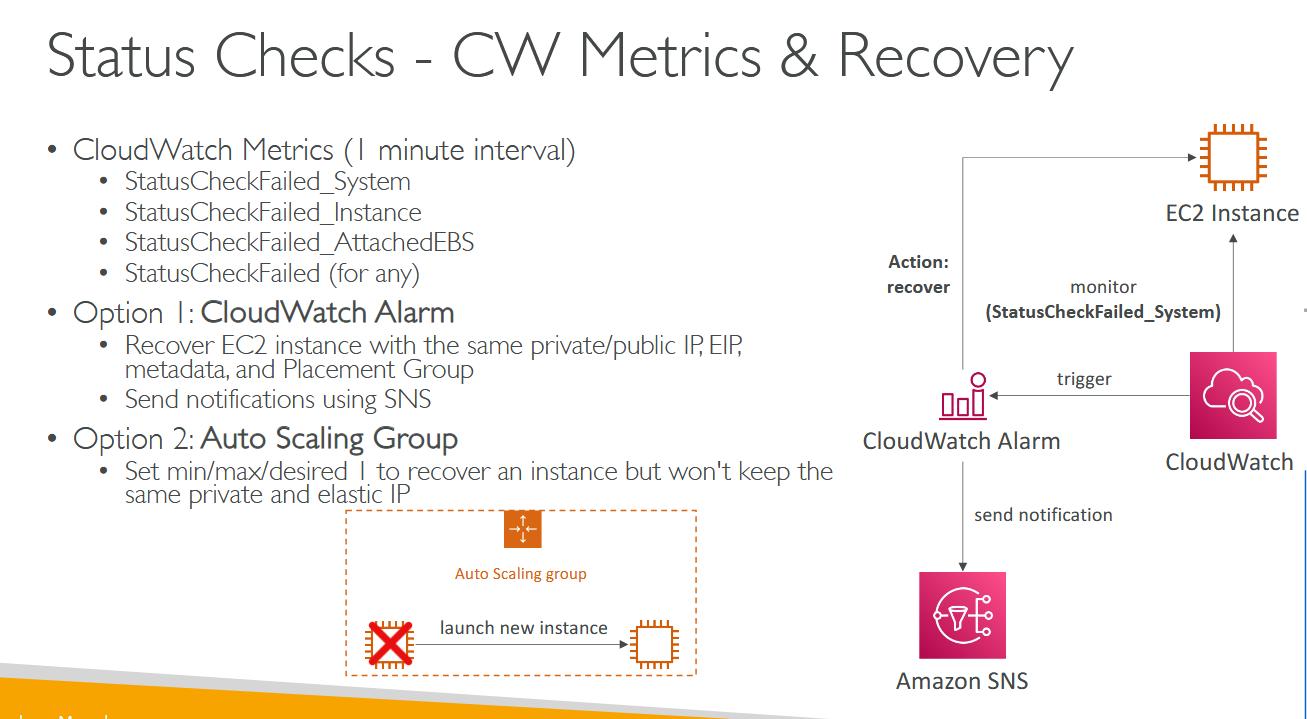 Status Checks - CW Metrics & Recovery
• CloudWatch Metrics (1 minute interval)
• StatusCheckFailed_System
• StatusCheckFailed_Instance
• StatusCheckFailed_AttachedEBS
• StatusCheckFailed (for any)
• Option 1: CloudWatch Alarm
• Recover EC2 instance with the same private/public IP, EIP,
metadata, and Placement Group
• Send notifications using SNS
• Option 2: Auto Scaling Group
• Set min/max/desired 1 to recover an instance but won't keep the
same private and elastic IP
Auto Scaling group
launch new instance
EC2 Instance
Action:
recover
monitor
(StatusCheckFailed_System)
trigger
CloudWatch Alarm
CloudWatch
send notification
Amazon SNS